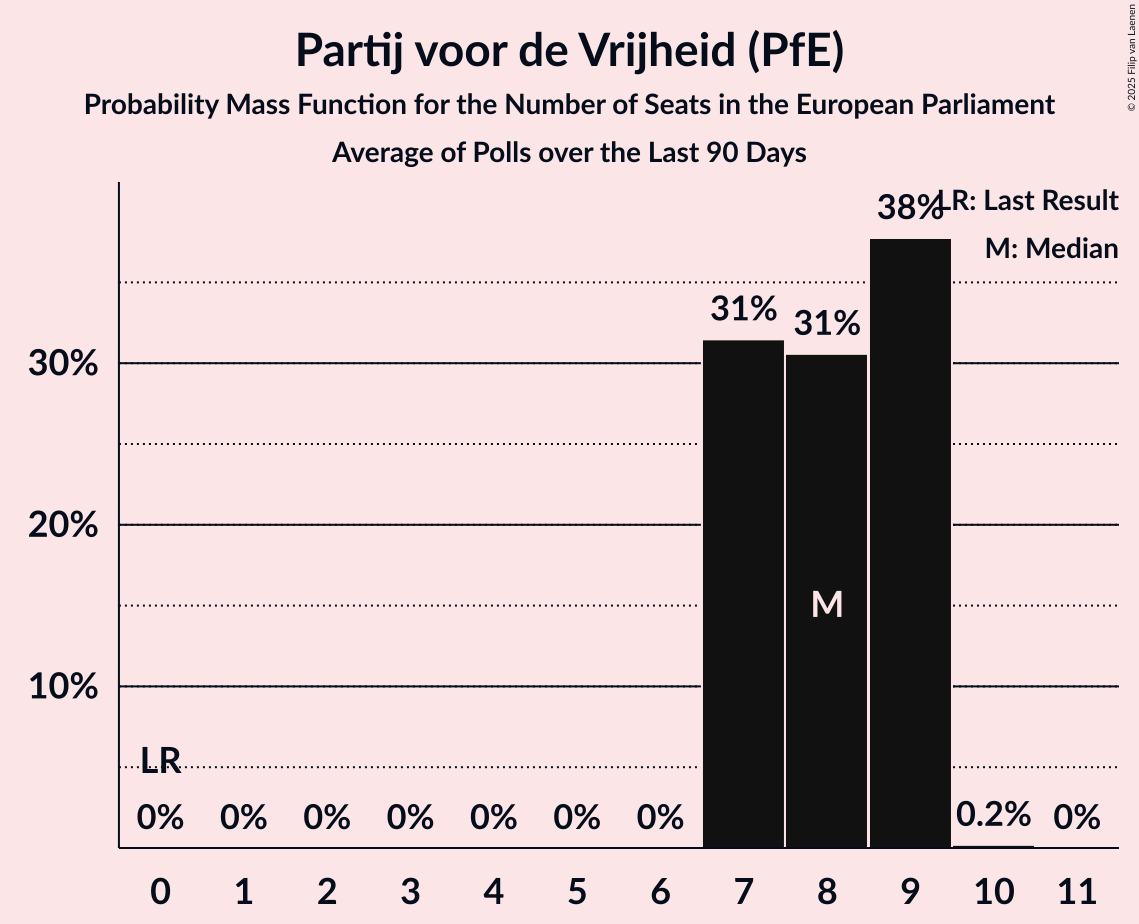 Partij voor de Vrijheid (PfE)
Probability Mass Function for the Number of Seats in the European Parliament
Average of Polls over the Last 90 Days
© 2025 Filip van Laenen
LR: Last Result
M: Median
38%
31%
31%
30%
20%
M
10%
LR
0%
0%
0%
0%
0%
0%
0%
0.2%
0%
0 1 2 3 4 5 6 7 8 9 10 11